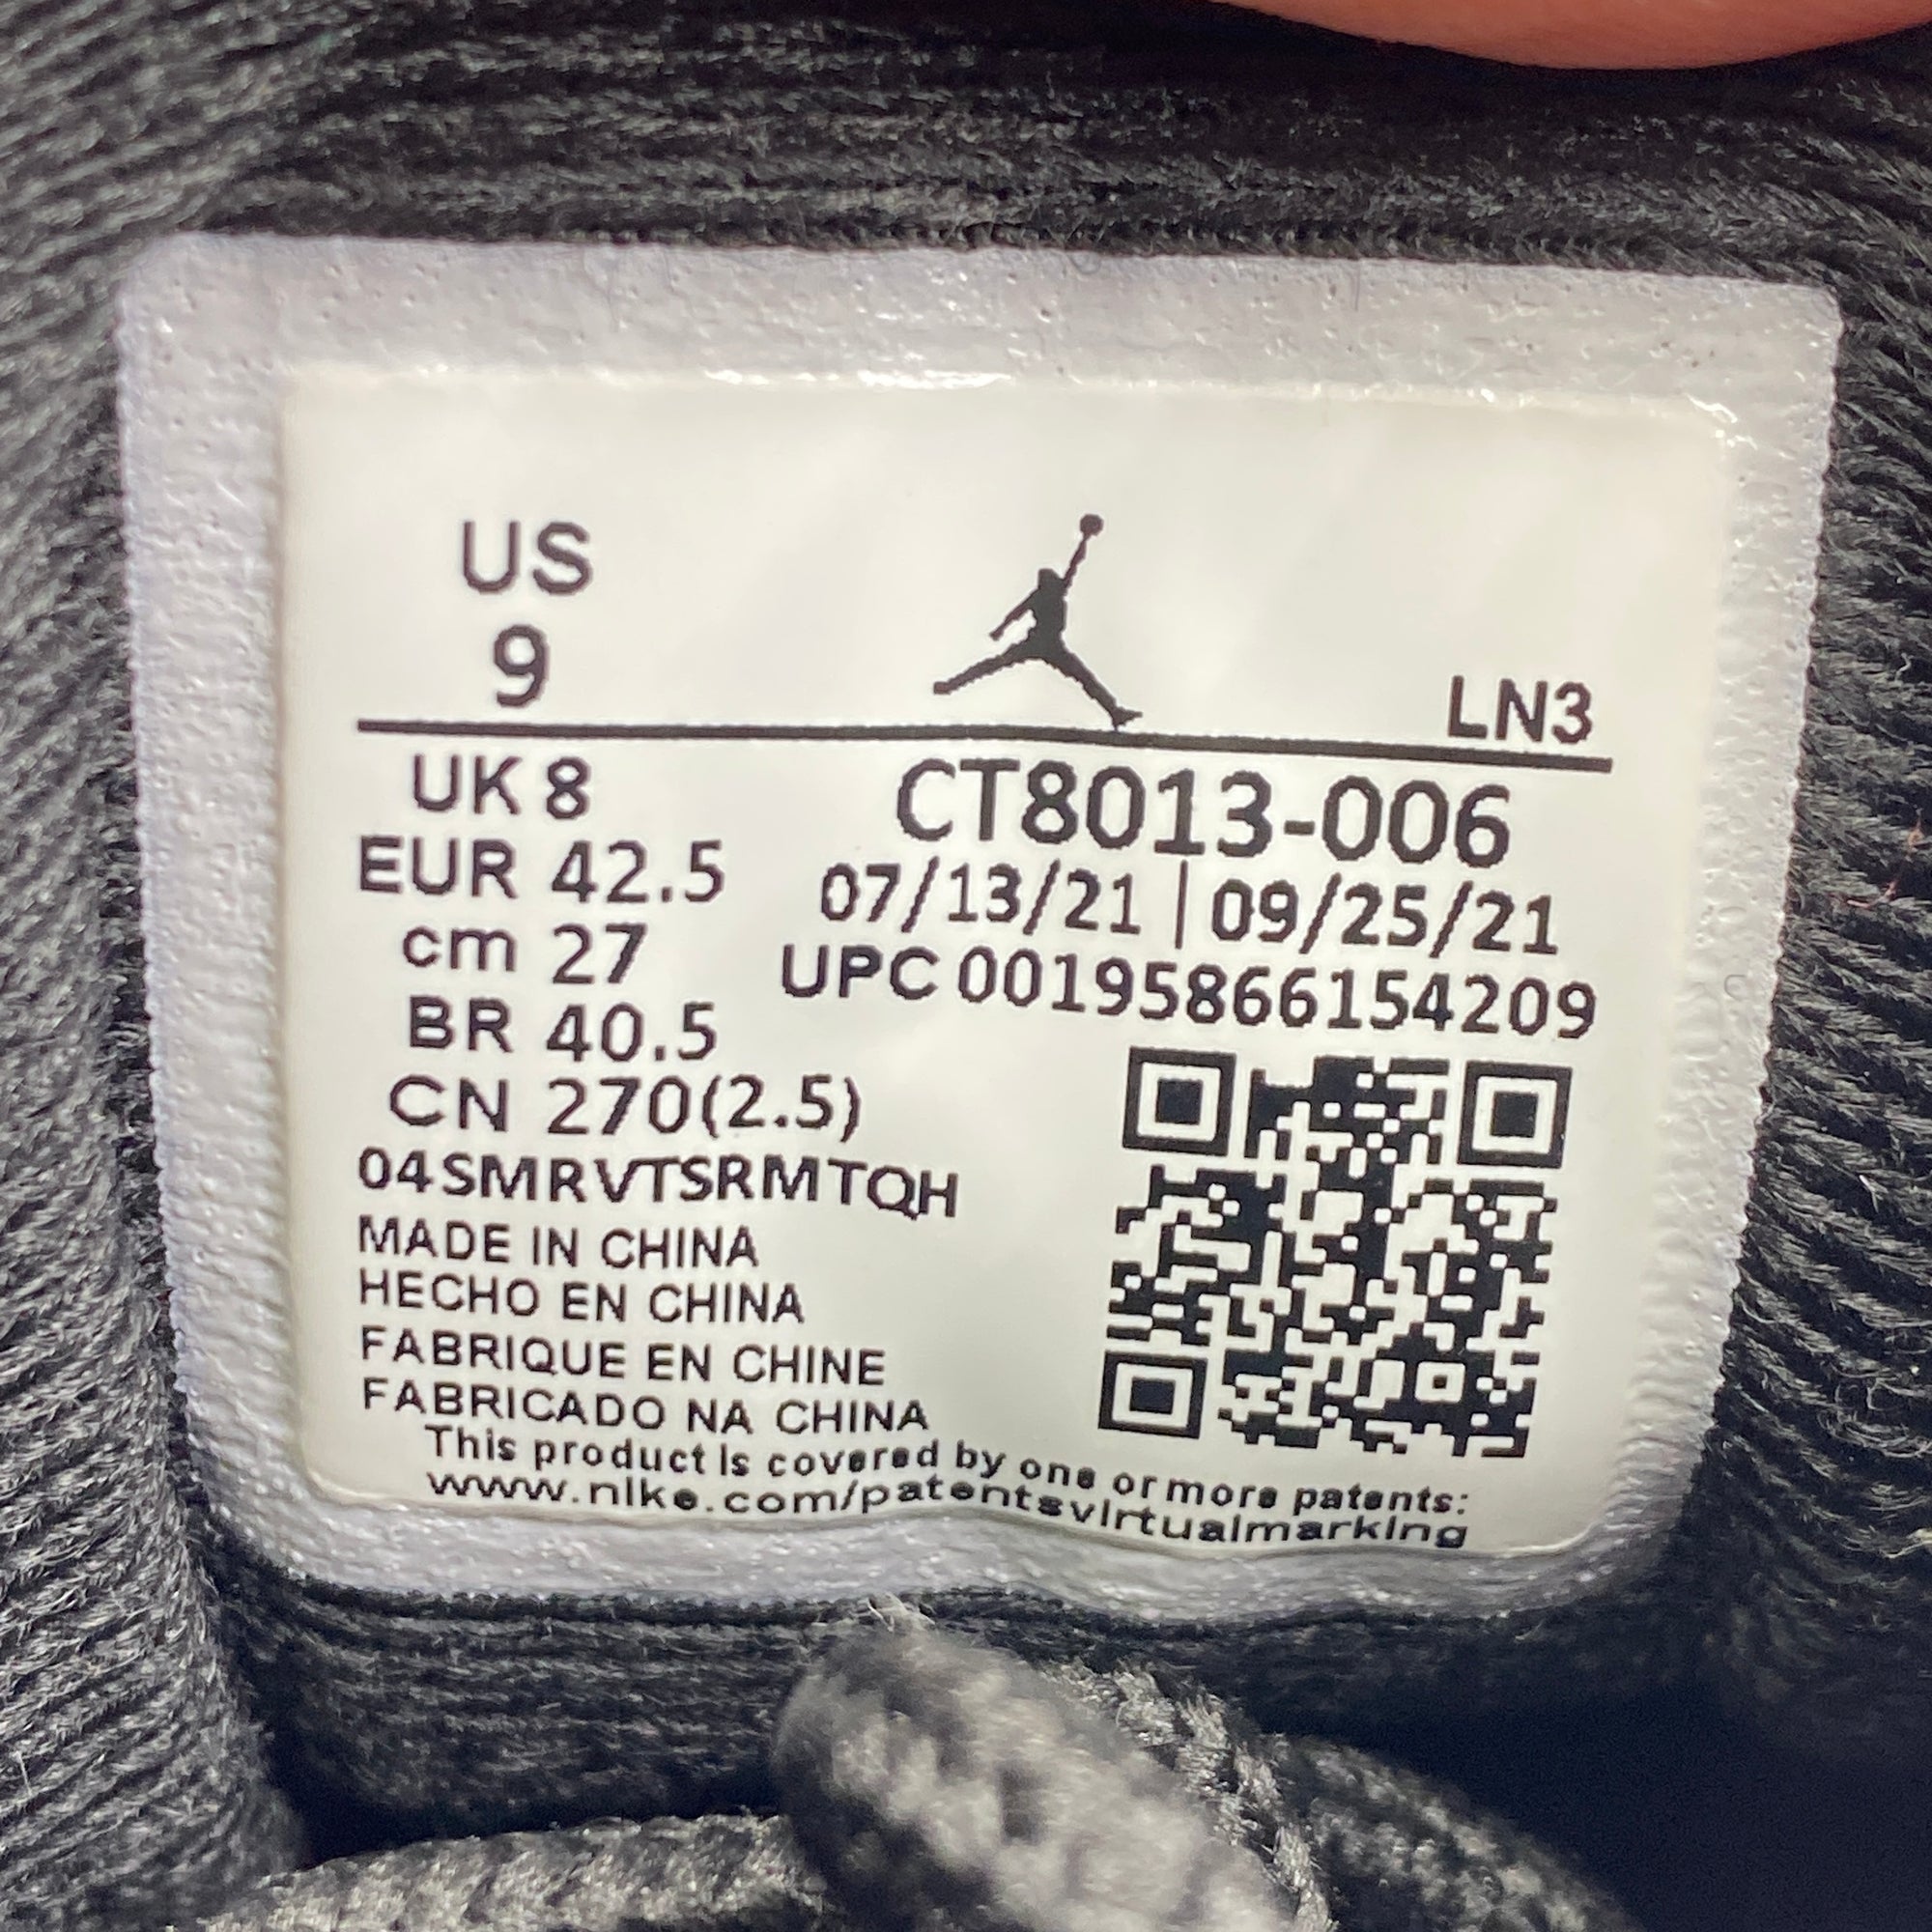 US
9
LN3
UK 8
CT8013-006
EUR 42.5
07/13/21 | 09/25/21
cm 27
UPC 00195866154209
BR 40.5
CN 270(2.5)
04SMRVTSRMTQH
MADE IN CHINA
HECHO EN CHINA
FABRIQUE EN CHINE
FABRICADO NA CHINA
This product is covered by one or more patents:
www.nike.com/patentsvirtualmarking